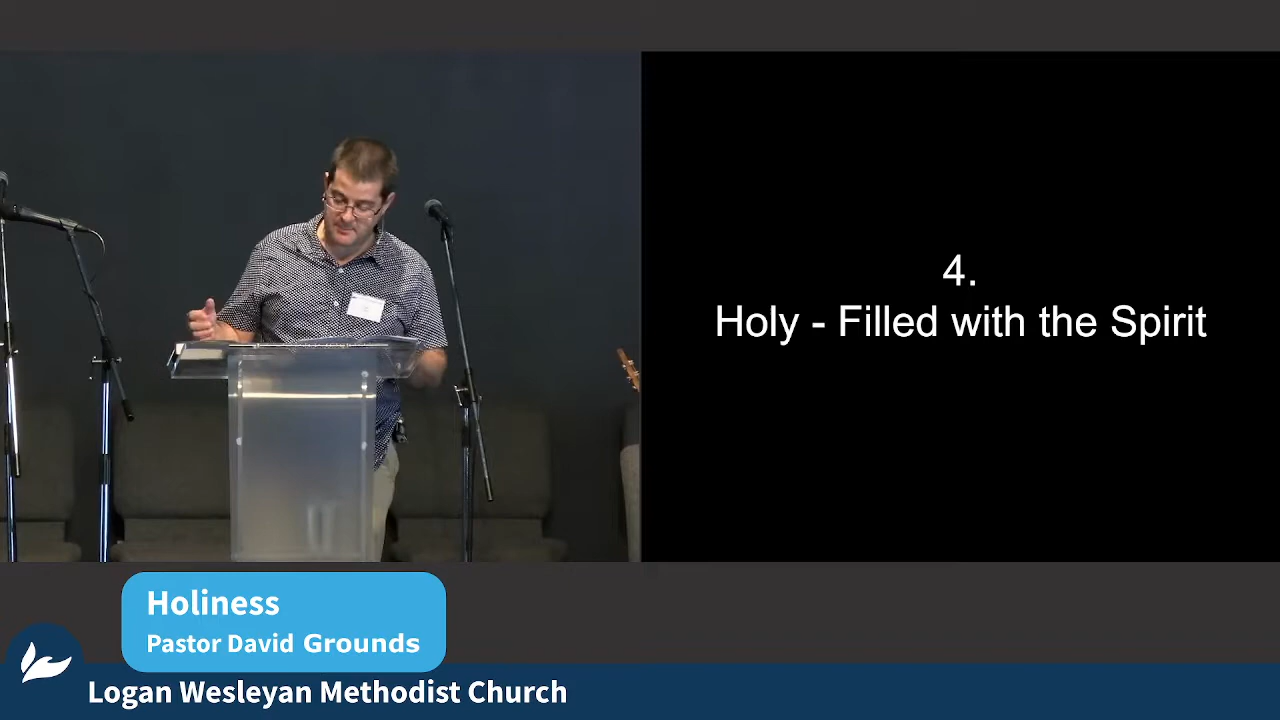 4.
Holy - Filled with the Spirit
Holiness
Pastor David Grounds
Logan Wesleyan Methodist Church